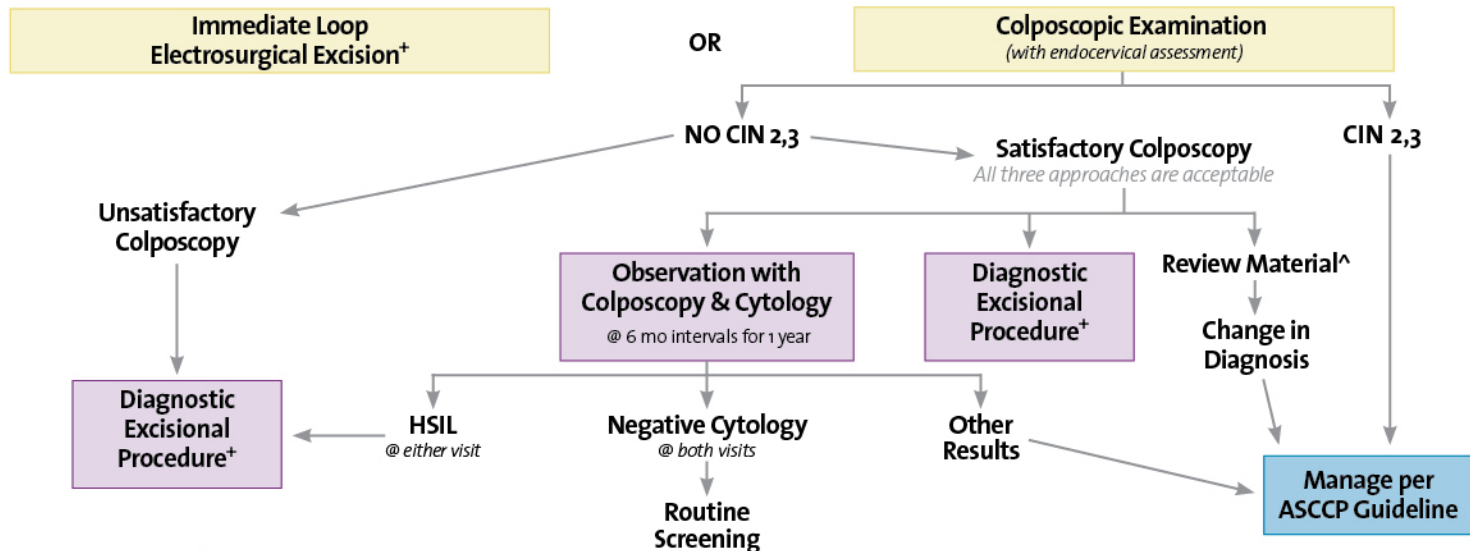 Immediate Loop
Electrosurgical Excision⁺
OR
Colposcopic Examination
(with endocervical assessment)
NO CIN 2,3
CIN 2,3
Satisfactory Colposcopy
All three approaches are acceptable
Unsatisfactory
Colposcopy
Observation with
Colposcopy & Cytology
@ 6 mo intervals for 1 year
Diagnostic
Excisional
Procedure⁺
Review Material^
Change in
Diagnosis
Diagnostic
Excisional
Procedure⁺
HSIL
@ either visit
Negative Cytology
@ both visits
Other
Results
Manage per
ASCCP Guideline
Routine
Screening